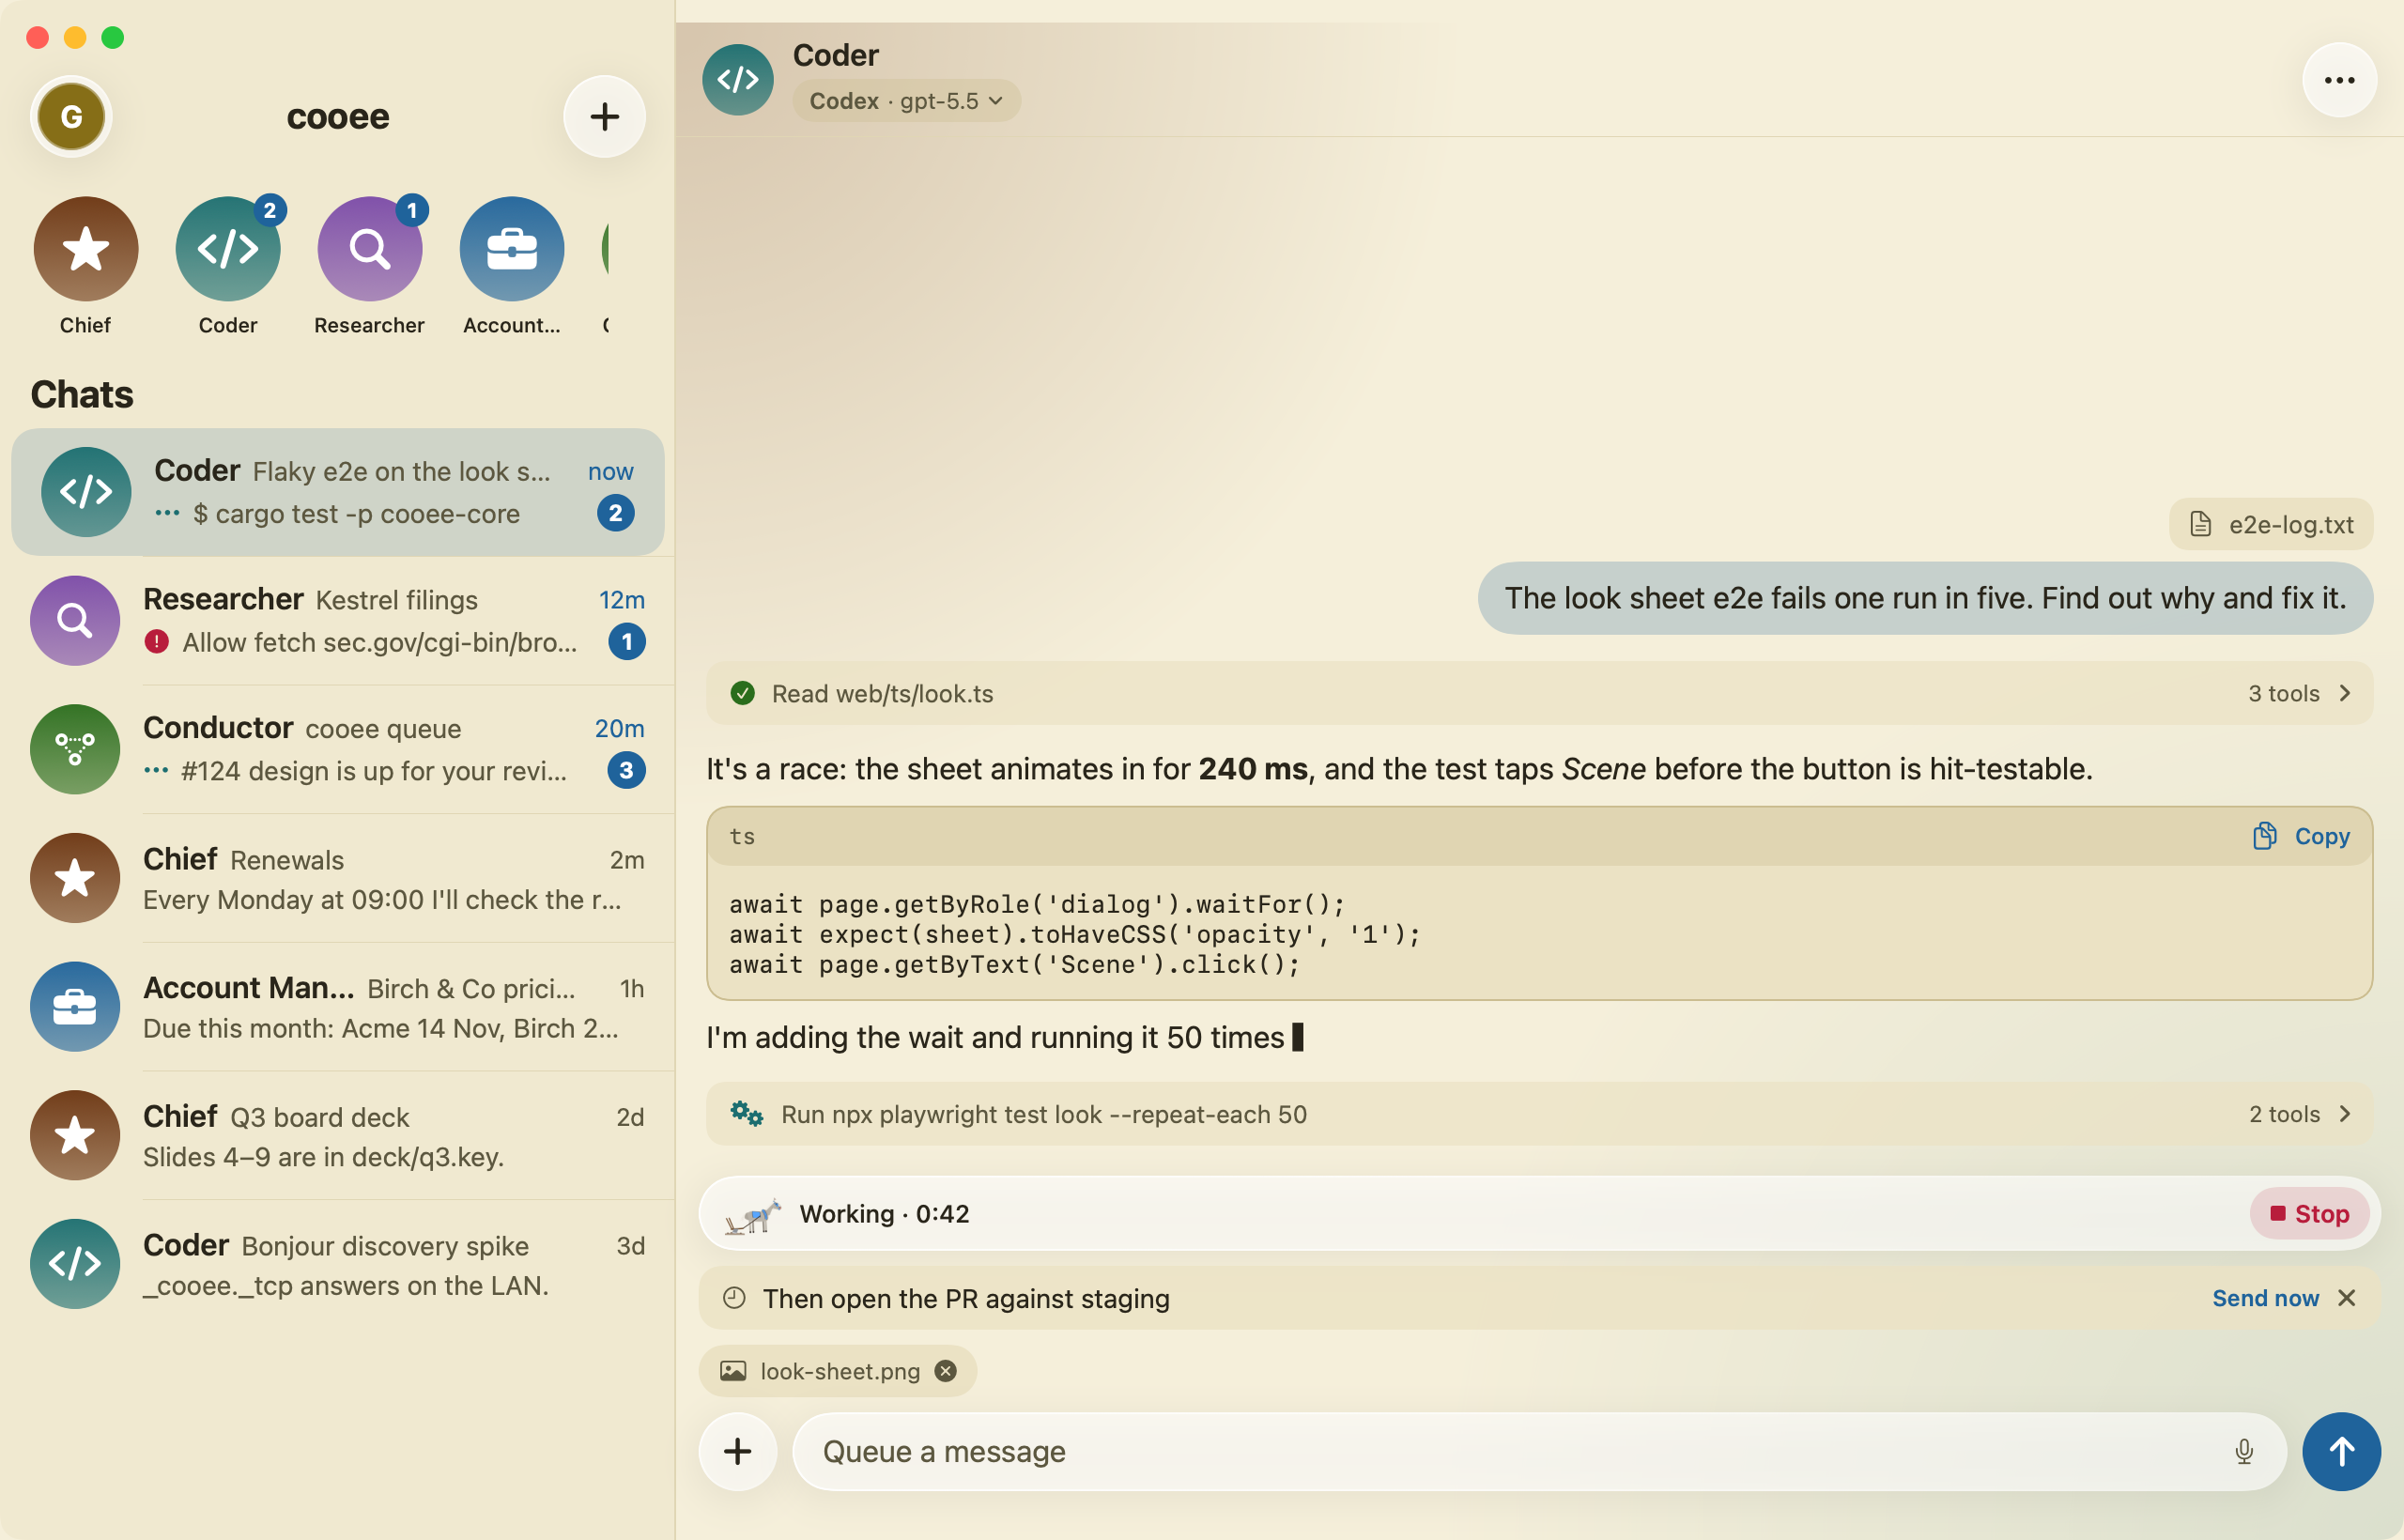 G
cooee
2
1
Chief
Coder
Researcher
Account...
Chats
Coder Flaky e2e on the look s... now
$ cargo test -p cooee-core 2
Researcher Kestrel filings 12m
Allow fetch sec.gov/cgi-bin/bro... 1
Conductor cooee queue 20m
#124 design is up for your revi... 3
Chief Renewals 2m
Every Monday at 09:00 I'll check the r...
Account Man... Birch & Co prici... 1h
Due this month: Acme 14 Nov, Birch 2...
Chief Q3 board deck 2d
Slides 4–9 are in deck/q3.key.
Coder Bonjour discovery spike 3d
_cooee._tcp answers on the LAN.
Coder
Codex · gpt-5.5
e2e-log.txt
The look sheet e2e fails one run in five. Find out why and fix it.
Read web/ts/look.ts 3 tools
It's a race: the sheet animates in for 240 ms, and the test taps Scene before the button is hit-testable.
ts Copy
await page.getByRole('dialog').waitFor();
await expect(sheet).toHaveCSS('opacity', '1');
await page.getByText('Scene').click();
I'm adding the wait and running it 50 times
Run npx playwright test look --repeat-each 50 2 tools
Working · 0:42 Stop
Then open the PR against staging Send now
look-sheet.png
Queue a message